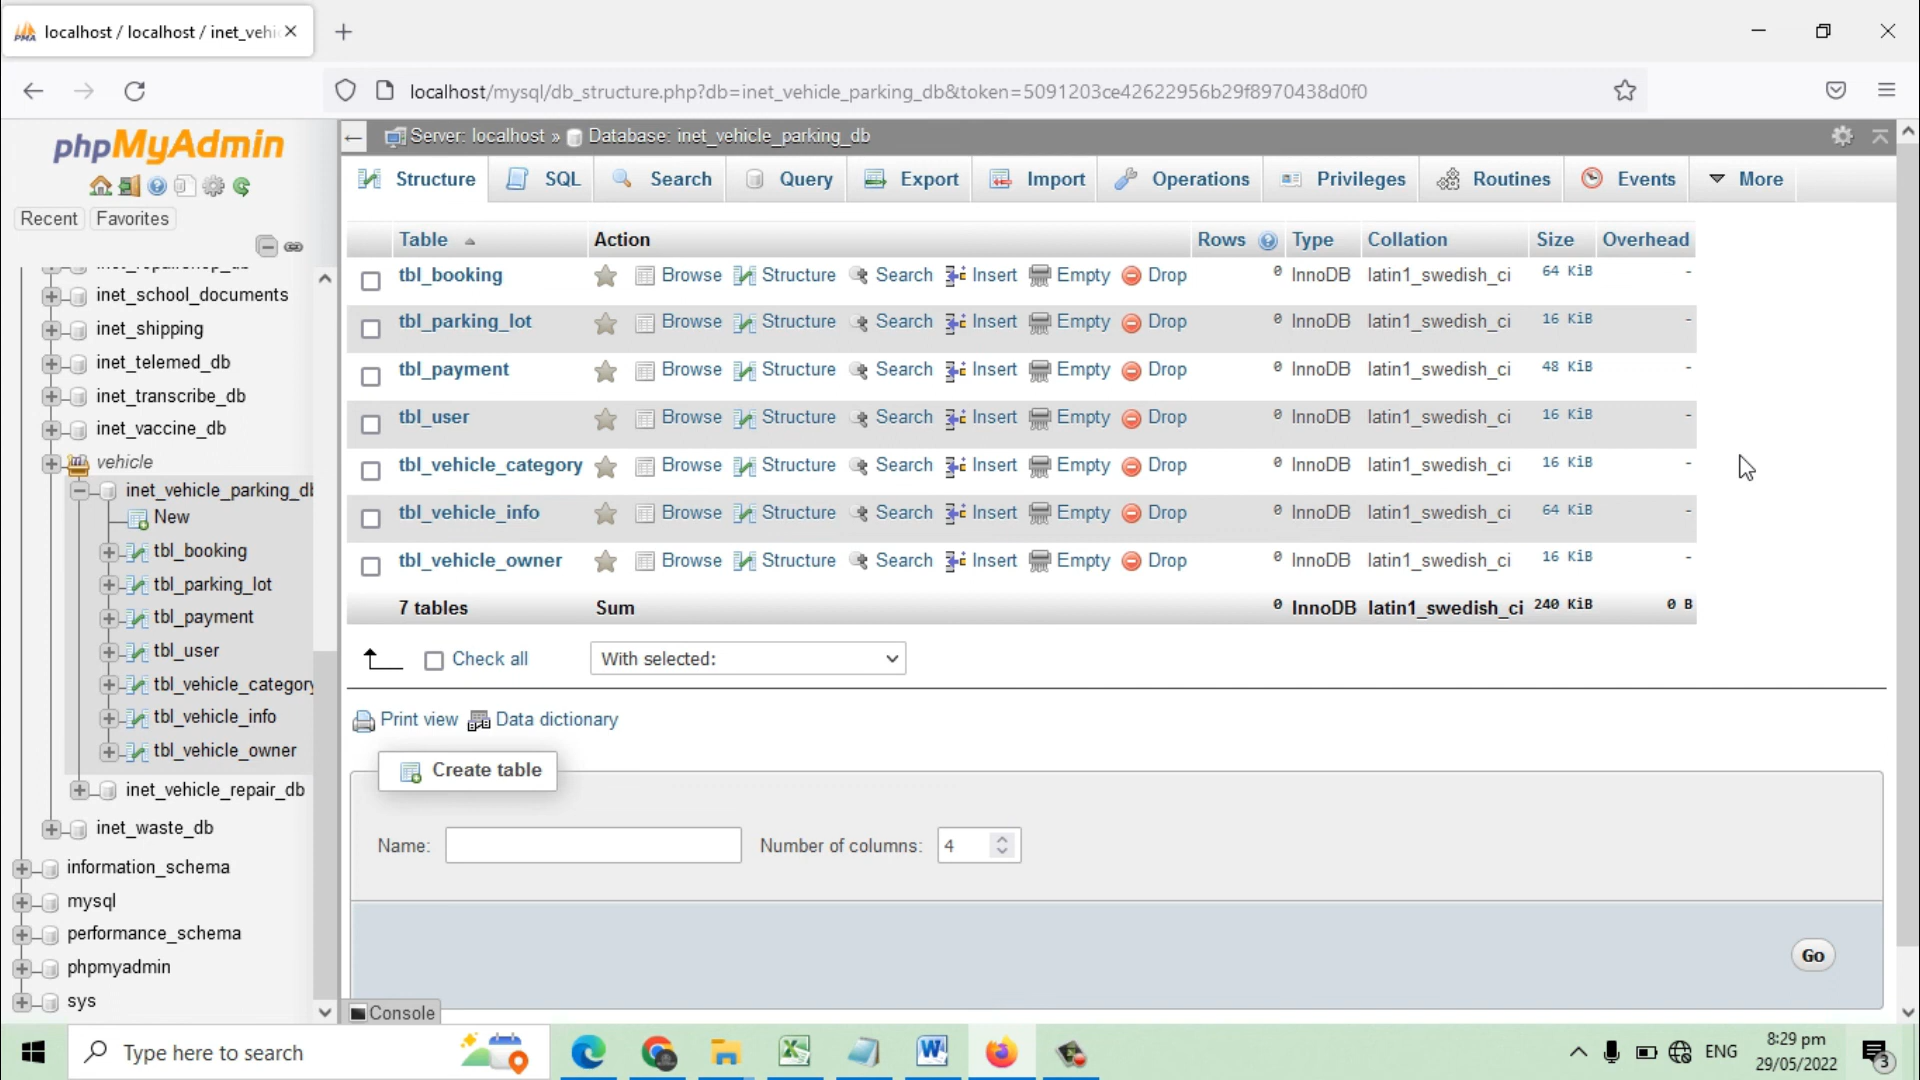 localhost / localhost / inet_vehi
localhost/mysql/db_structure.php?db=inet_vehicle_parking_db&token=5091203ce42622956b29f8970438d0f0
phpMyAdmin
Recent Favorites
inet_school_documents
inet_shipping
inet_telemed_db
inet_transcribe_db
inet_vaccine_db
vehicle
inet_vehicle_parking_db
New
tbl_booking
tbl_parking_lot
tbl_payment
tbl_user
tbl_vehicle_category
tbl_vehicle_info
tbl_vehicle_owner
inet_vehicle_repair_db
inet_waste_db
information_schema
mysql
performance_schema
phpmyadmin
sys
Server: localhost » Database: inet_vehicle_parking_db
Structure SQL Search Query Export Import Operations Privileges Routines Events More
Table Action Rows Type Collation Size Overhead
tbl_booking Browse Structure Search Insert Empty Drop 0 InnoDB latin1_swedish_ci 64 KiB -
tbl_parking_lot Browse Structure Search Insert Empty Drop 0 InnoDB latin1_swedish_ci 16 KiB -
tbl_payment Browse Structure Search Insert Empty Drop 0 InnoDB latin1_swedish_ci 48 KiB -
tbl_user Browse Structure Search Insert Empty Drop 0 InnoDB latin1_swedish_ci 16 KiB -
tbl_vehicle_category Browse Structure Search Insert Empty Drop 0 InnoDB latin1_swedish_ci 16 KiB -
tbl_vehicle_info Browse Structure Search Insert Empty Drop 0 InnoDB latin1_swedish_ci 64 KiB -
tbl_vehicle_owner Browse Structure Search Insert Empty Drop 0 InnoDB latin1_swedish_ci 16 KiB -
7 tables Sum 0 InnoDB latin1_swedish_ci 240 KiB 0 B
Check all With selected:
Print view Data dictionary
Create table
Name: Number of columns: 4
Go
Console
Type here to search
ENG
8:29 pm
29/05/2022
3